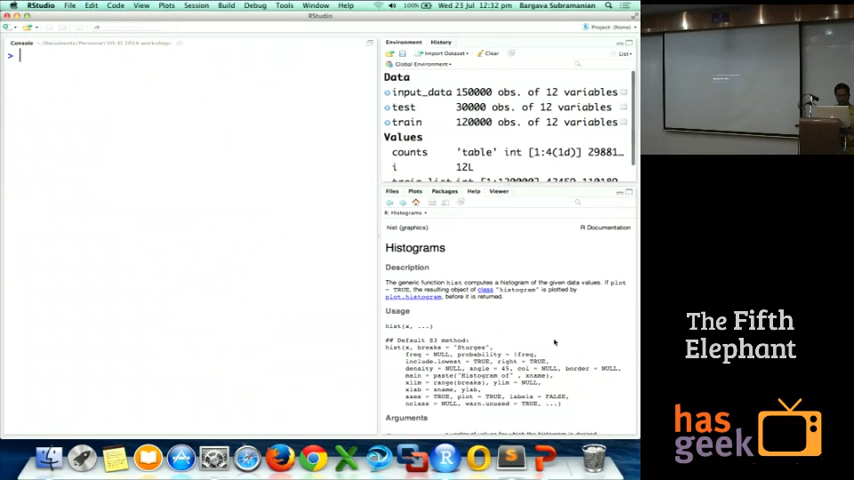 RStudio File Edit Code View Plots Session Build Debug Tools Window Help 100% Wed 23 Jul 12:32 pm Bargava Subramanian
RStudio
Project: (None)
Console ~/Documents/Personal
>
Environment History
Import Dataset Clear List
Global Environment
Data
input_data 150000 obs. of 12 variables
test 30000 obs. of 12 variables
train 120000 obs. of 12 variables
Values
counts 'table' int [1:4(1d)] 29881…
i 12L
Files Plots Packages Help Viewer
R: Histograms
hist {graphics} R Documentation
Histograms
Description
The generic function hist computes a histogram of the given data values. If plot
= TRUE, the resulting object of class "histogram" is plotted by
plot.histogram, before it is returned.
Usage
hist(x, ...)
## Default S3 method:
hist(x, breaks = "Sturges",
freq = NULL, probability = !freq,
include.lowest = TRUE, right = TRUE,
density = NULL, angle = 45, col = NULL, border = NULL,
main = paste("Histogram of" , xname),
xlim = range(breaks), ylim = NULL,
xlab = xname, ylab,
axes = TRUE, plot = TRUE, labels = FALSE,
nclass = NULL, warn.unused = TRUE, ...)
Arguments
The Fifth
Elephant
has
geek